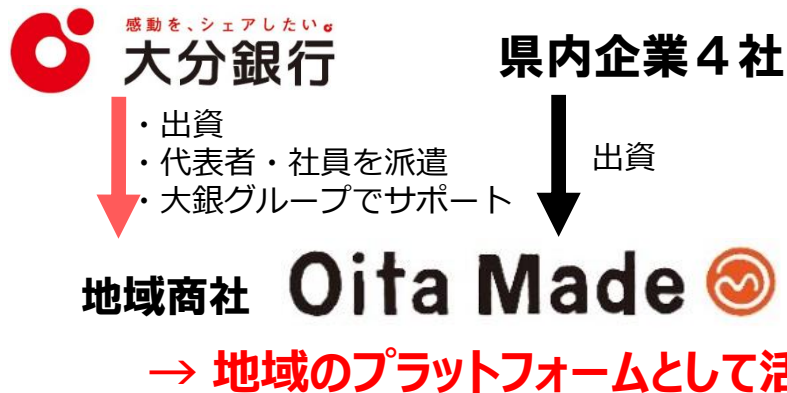 感動を、シェアしたい。
大分銀行
県内企業４社
・出資
・代表者・社員を派遣
・大銀グループでサポート
出資
地域商社 Oita Made
→ 地域のプラットフォームとして活